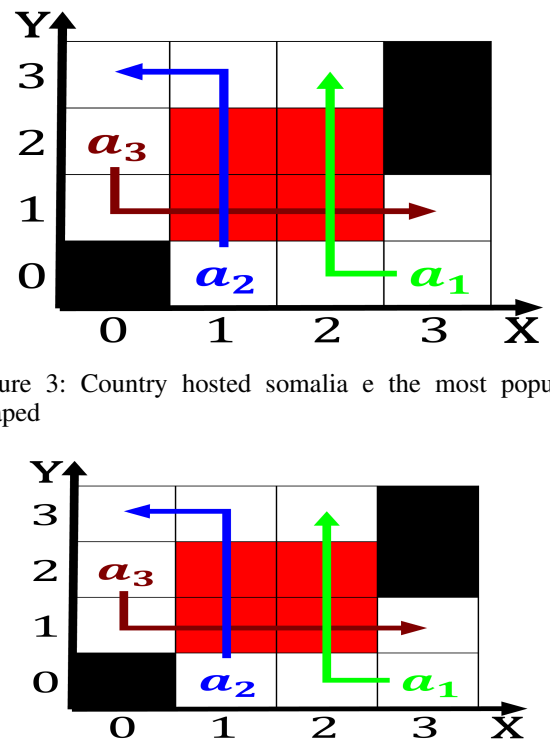 Y
3
2
a3
1
0
a2
a1
0 1 2 3 X
ure 3: Country hosted somalia e the most popu
aped
Y
3
2
a3
1
0
a2
a1
0 1 2 3 X